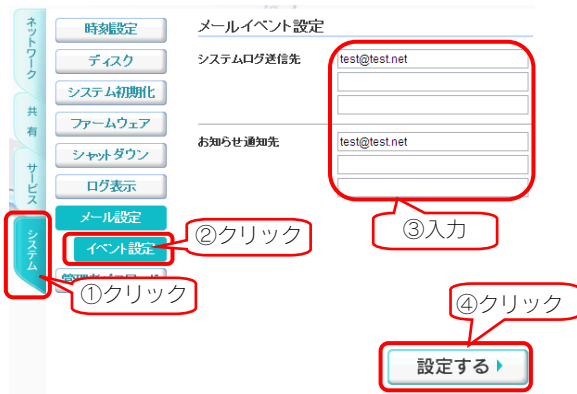 ネットワーク
共有
サービス
システム
時刻設定
ディスク
システム初期化
ファームウェア
シャットダウン
ログ表示
メール設定
イベント設定
メールイベント設定
システムログ送信先
test@test.net
お知らせ通知先
test@test.net
①クリック
②クリック
③入力
④クリック
設定する